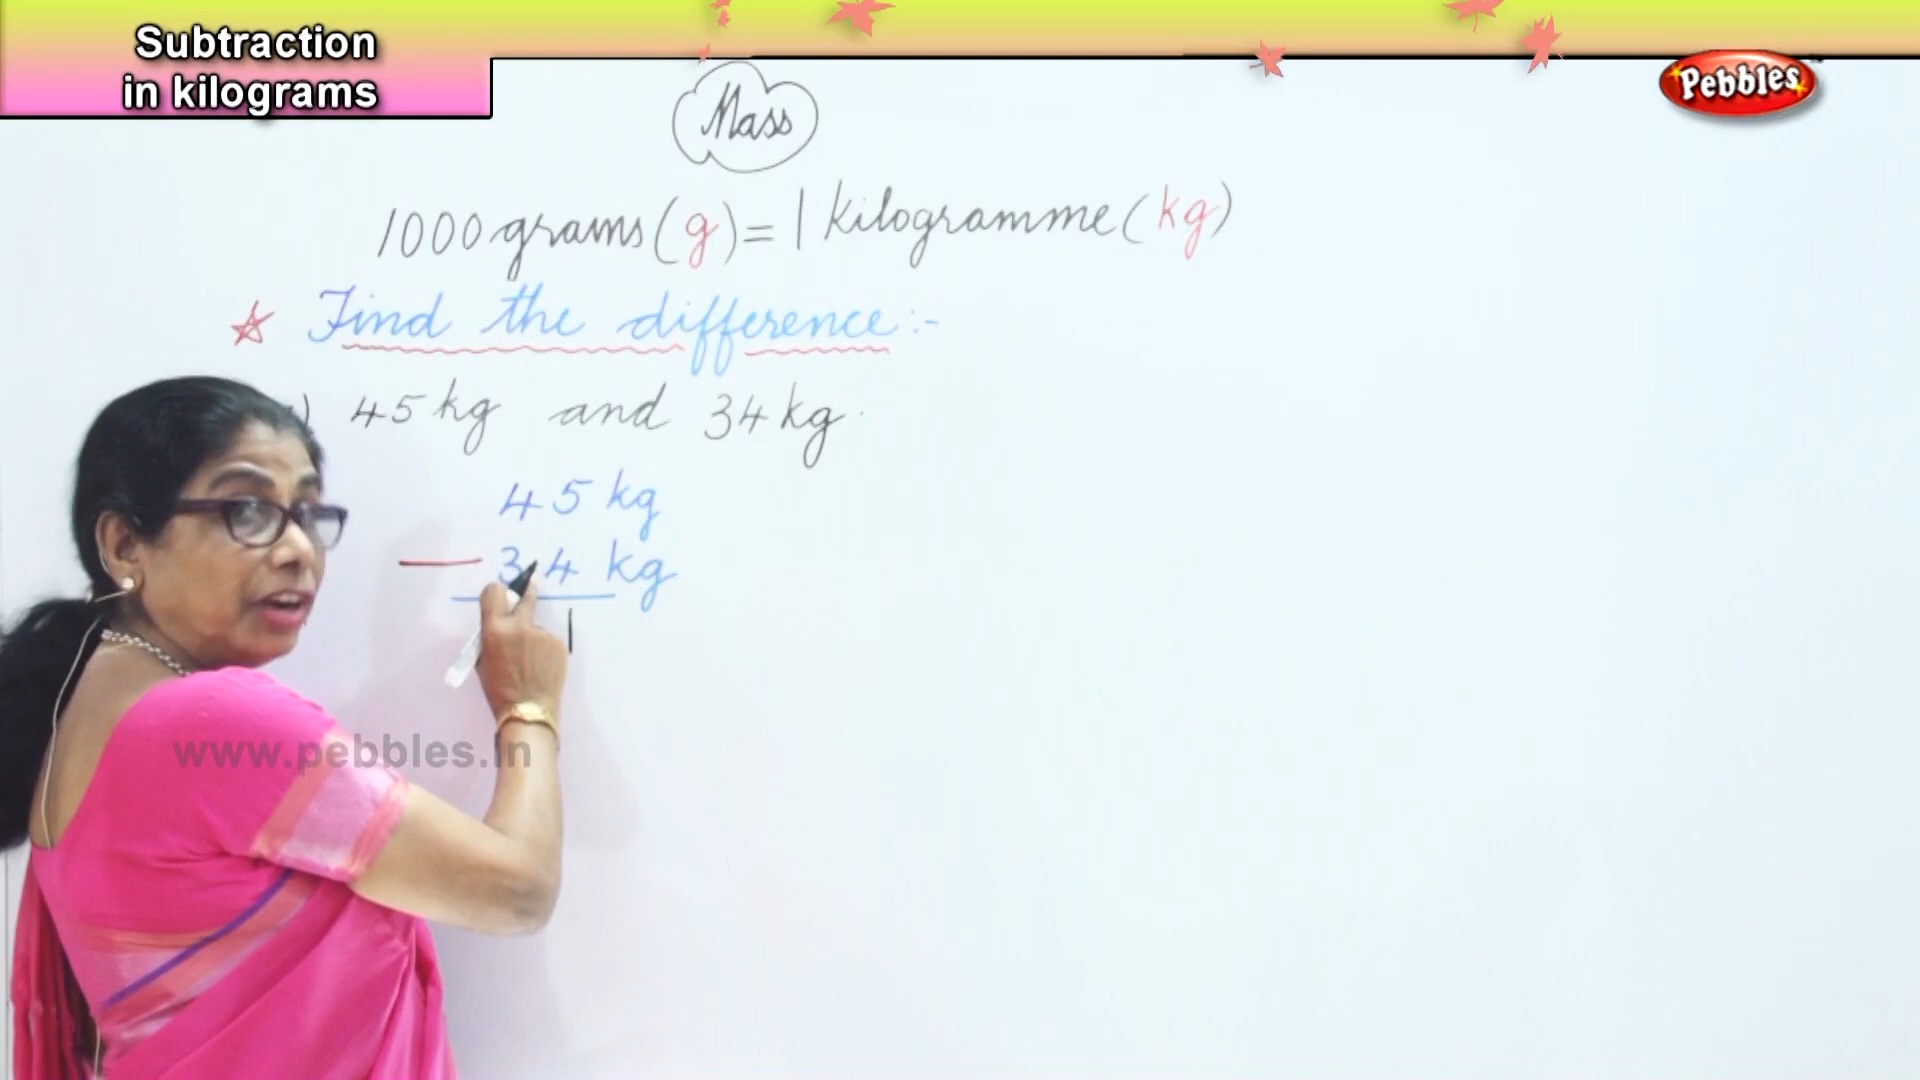 Subtraction
in kilograms
Pebbles
Mass
1000 grams (g) = 1 kilogramme (kg)
Find the difference:-
) 45 kg and 34 kg.
45 kg
— 34 kg
1
www.pebbles.in